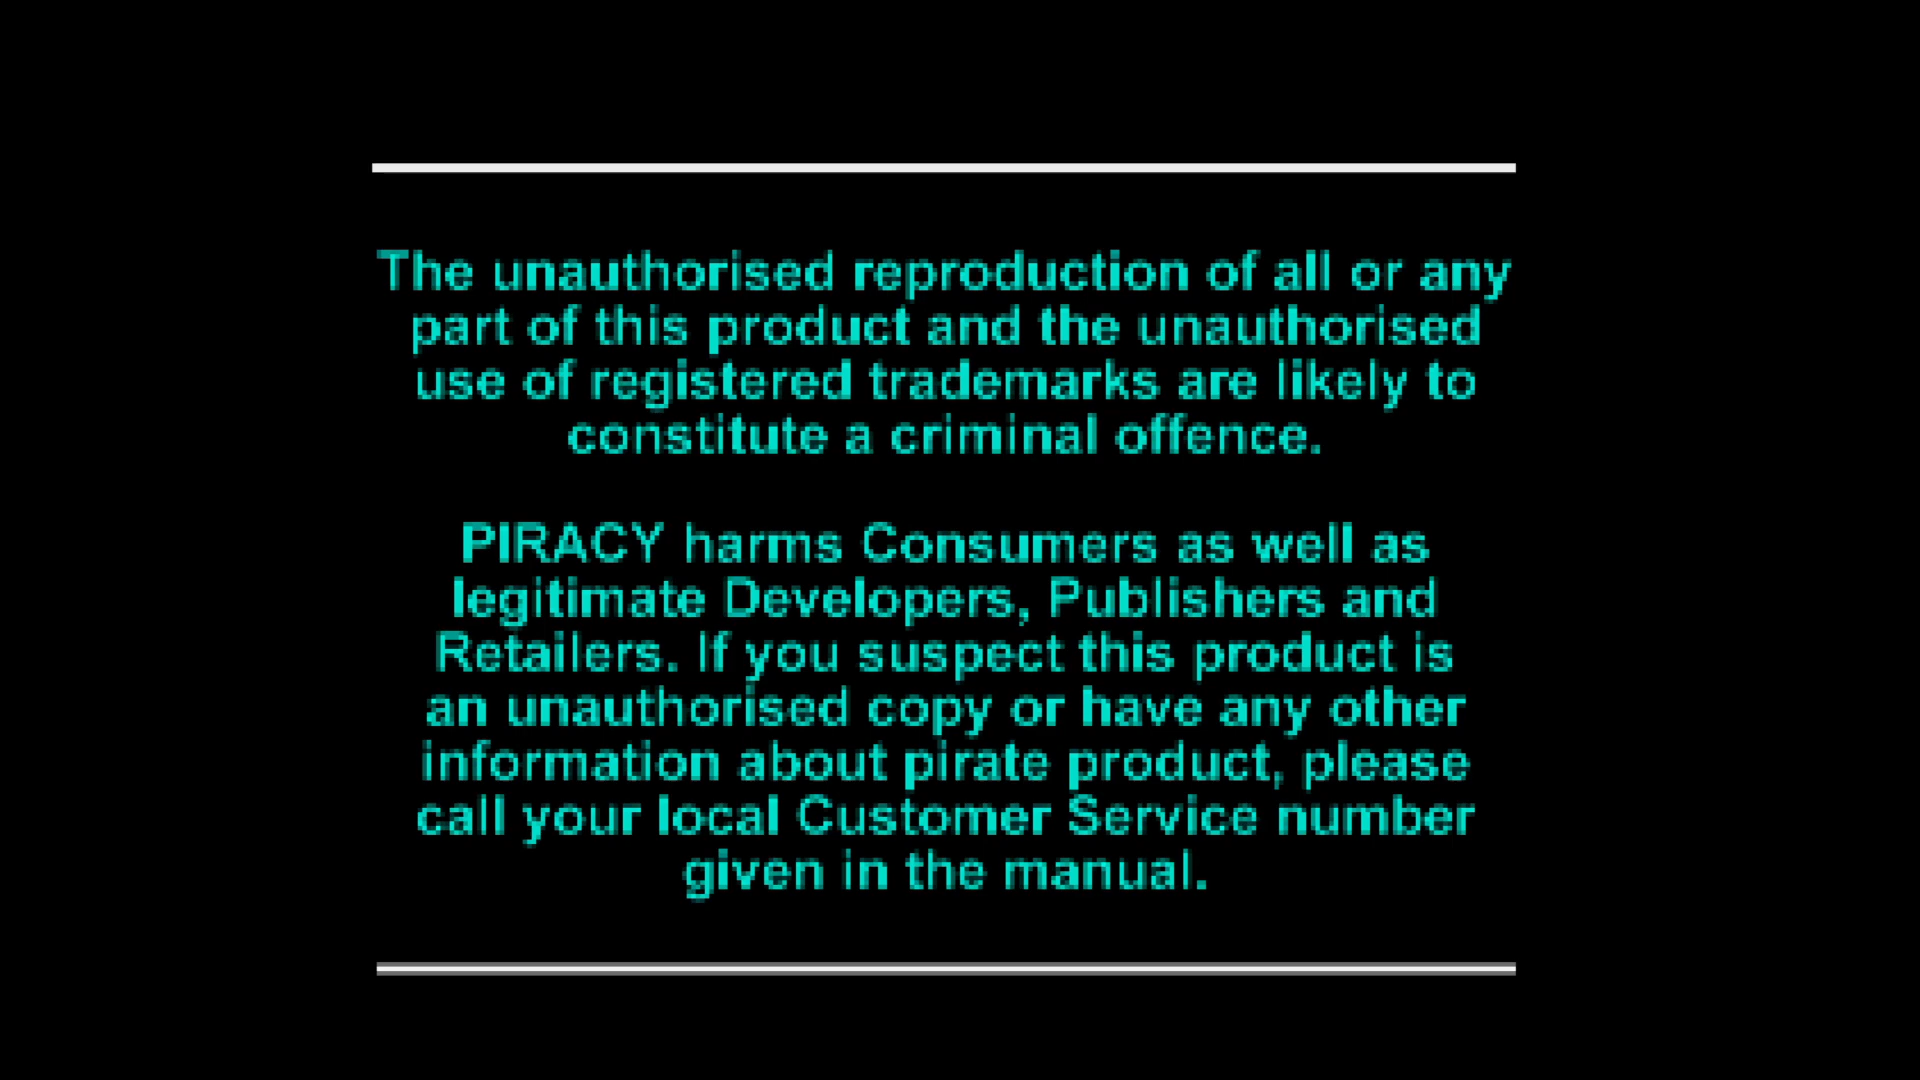 The unauthorised reproduction of all or any
part of this product and the unauthorised
use of registered trademarks are likely to
constitute a criminal offence.
PIRACY harms Consumers as well as
legitimate Developers, Publishers and
Retailers. If you suspect this product is
an unauthorised copy or have any other
information about pirate product, please
call your local Customer Service number
given in the manual.